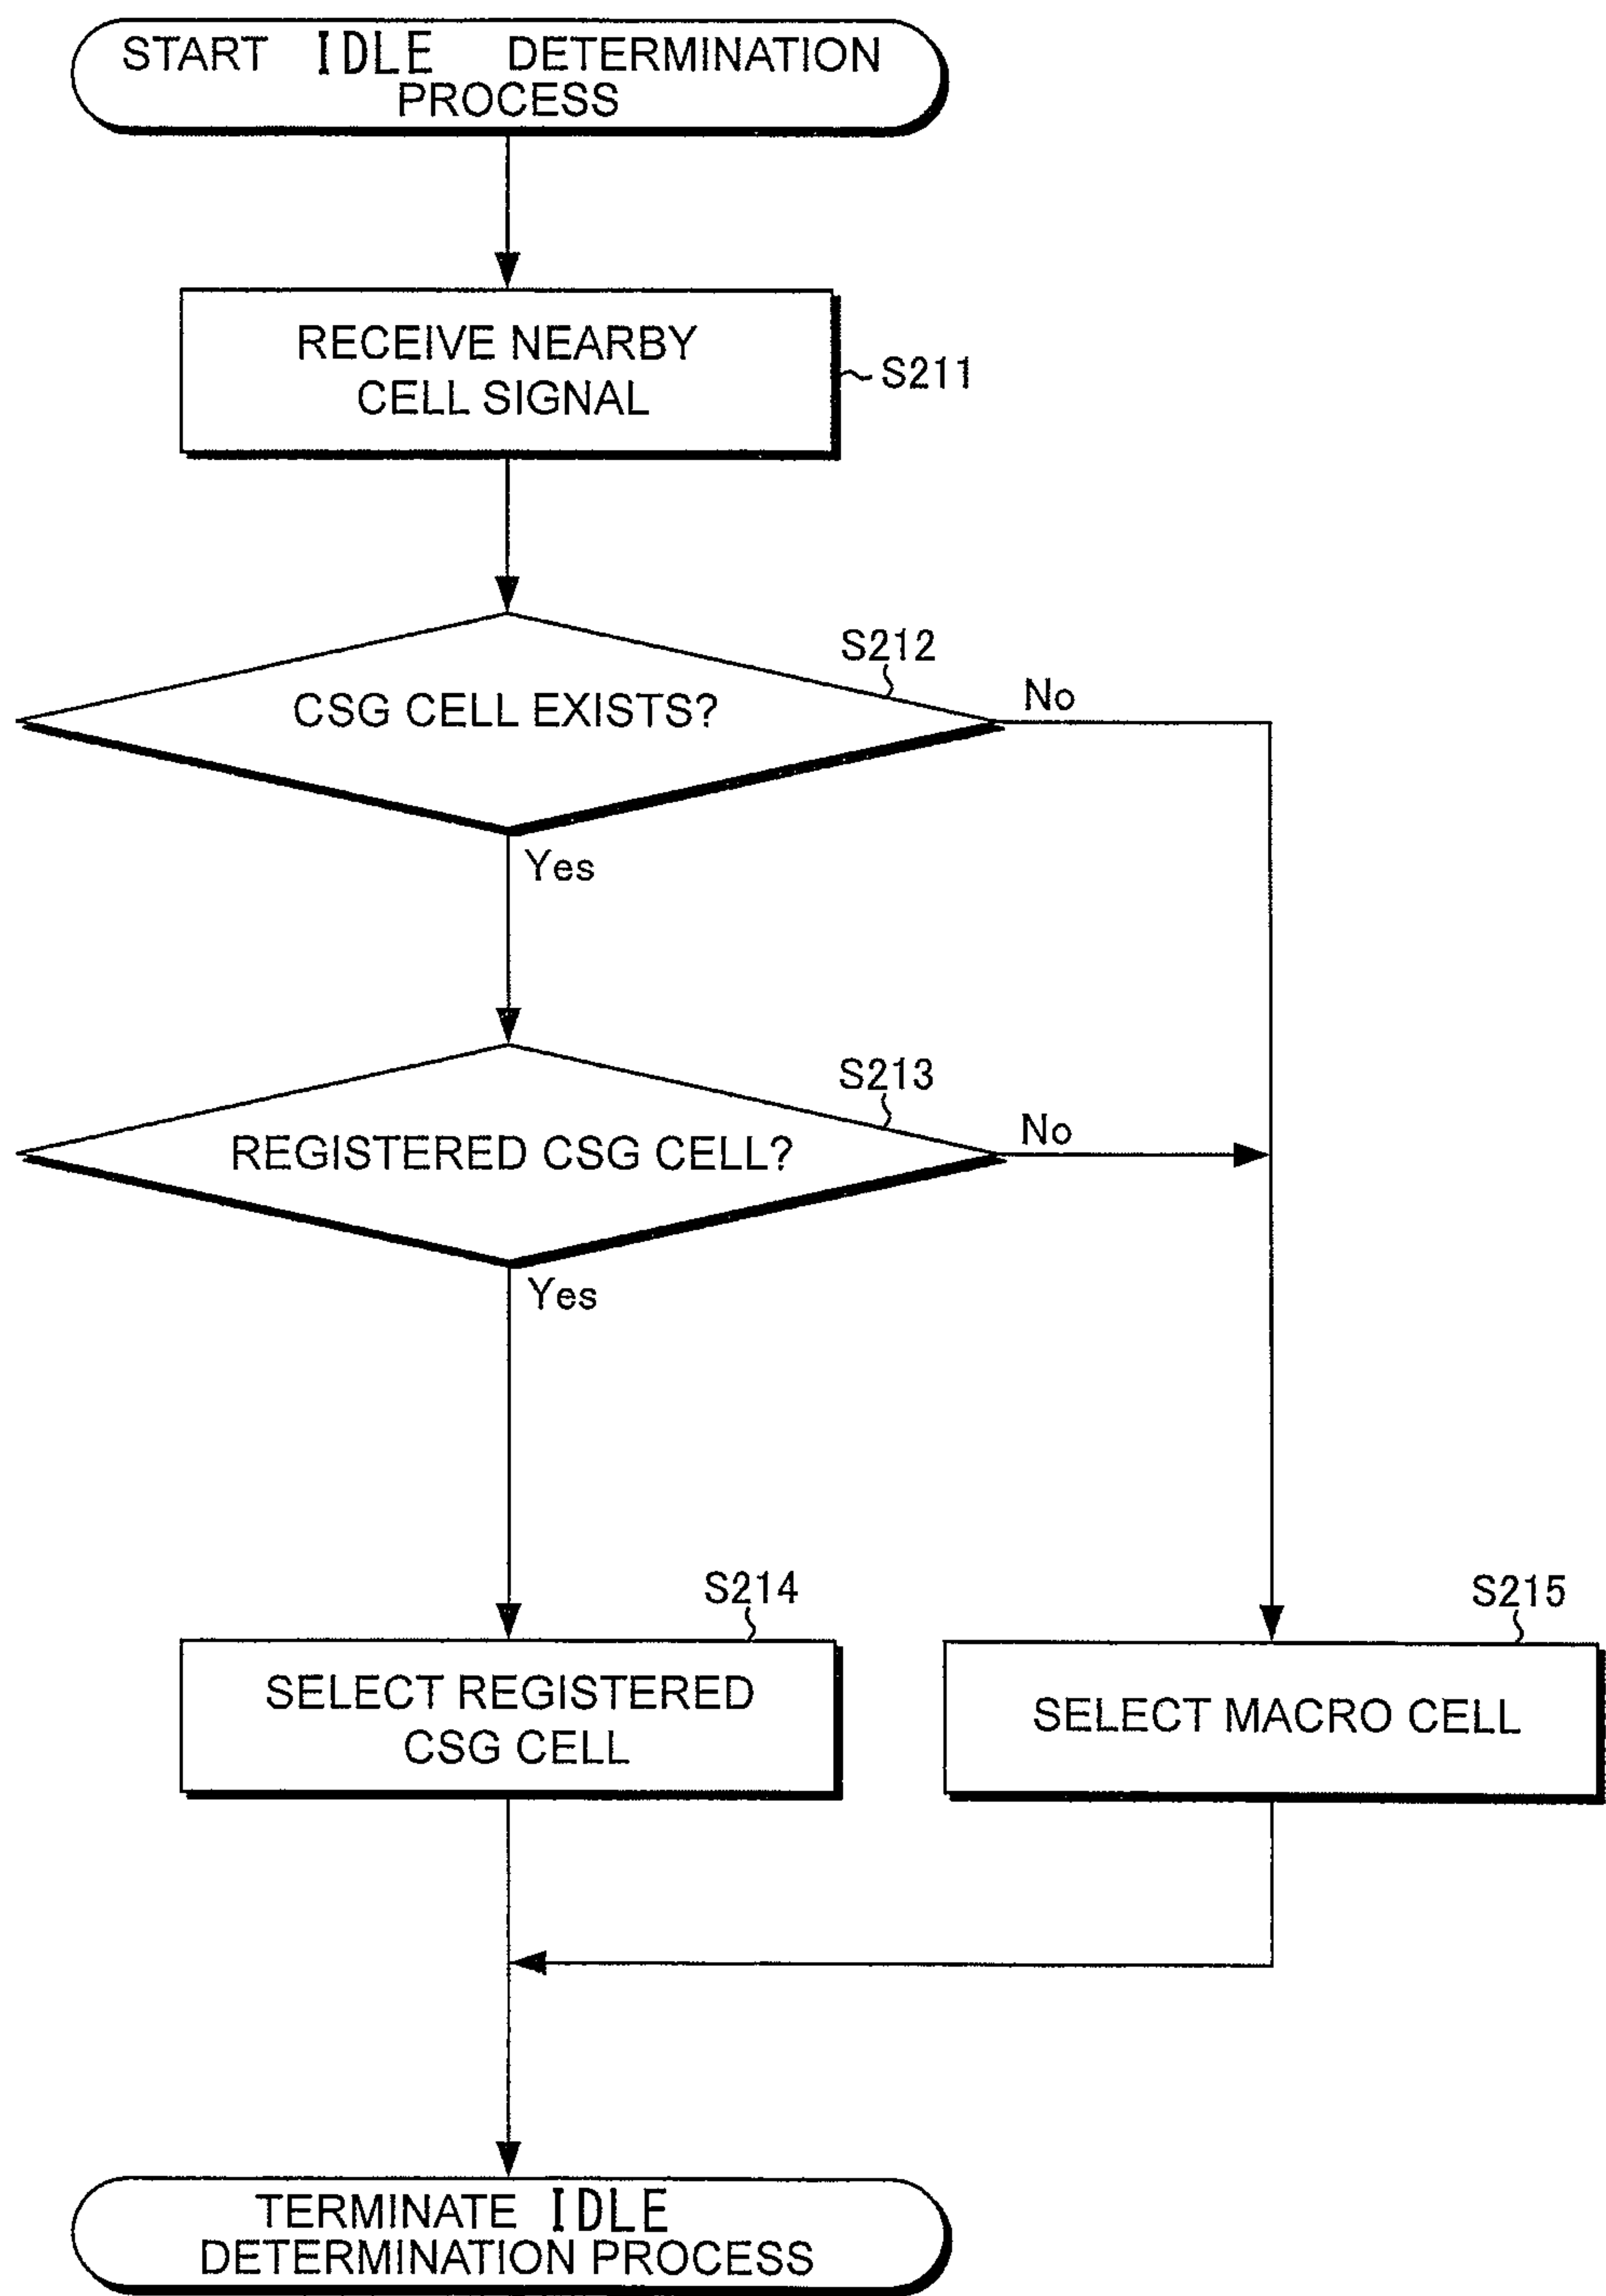 START IDLE DETERMINATION
PROCESS
RECEIVE NEARBY
CELL SIGNAL
S211
S212
CSG CELL EXISTS?
No
Yes
S213
REGISTERED CSG CELL?
No
Yes
S214
SELECT REGISTERED
CSG CELL
S215
SELECT MACRO CELL
TERMINATE IDLE
DETERMINATION PROCESS